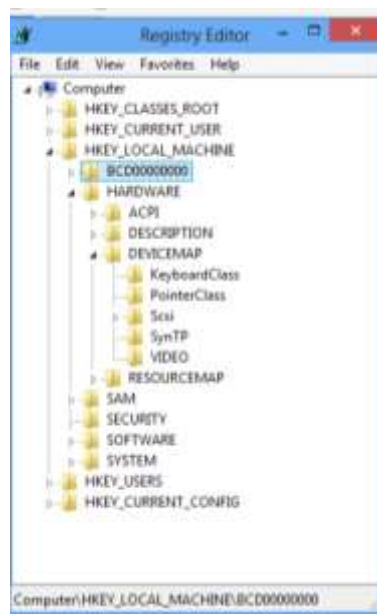 Registry Editor
File Edit View Favorites Help
Computer
HKEY_CLASSES_ROOT
HKEY_CURRENT_USER
HKEY_LOCAL_MACHINE
BCD00000000
HARDWARE
ACPI
DESCRIPTION
DEVICEMAP
KeyboardClass
PointerClass
Scsi
SynTP
VIDEO
RESOURCEMAP
SAM
SECURITY
SOFTWARE
SYSTEM
HKEY_USERS
HKEY_CURRENT_CONFIG
Computer\HKEY_LOCAL_MACHINE\BCD00000000